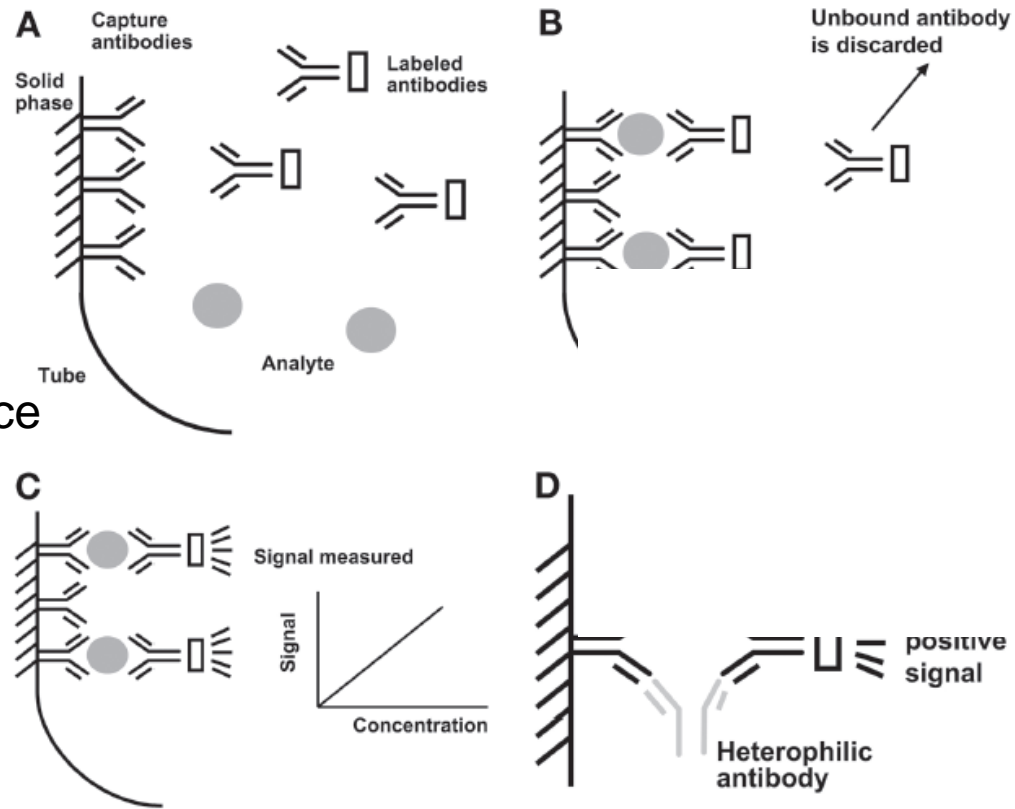 A
Capture
antibodies
Labeled
antibodies
Solid
phase
Analyte
Tube
ce
B
Unbound antibody
is discarded
C
Signal measured
Signal
Concentration
D
positive
signal
Heterophilic
antibody